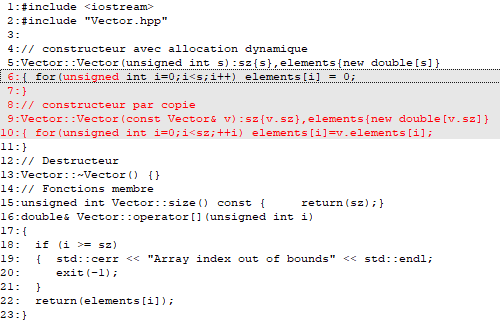 1:#include <iostream>
2:#include "Vector.hpp"
3:
4:// constructeur avec allocation dynamique
5:Vector::Vector(unsigned int s):sz{s},elements{new double[s]}
6:{ for(unsigned int i=0;i<s;i++) elements[i] = 0;
7:}
8:// constructeur par copie
9:Vector::Vector(const Vector& v):sz{v.sz},elements{new double[v.sz]}
10:{ for(unsigned int i=0;i<sz;++i) elements[i]=v.elements[i];
11:}
12:// Destructeur
13:Vector::~Vector() {}
14:// Fonctions membre
15:unsigned int Vector::size() const {     return(sz);}
16:double& Vector::operator[](unsigned int i)
17:{
18:  if (i >= sz)
19:  {  std::cerr << "Array index out of bounds" << std::endl;
20:     exit(-1);
21:  }
22:  return(elements[i]);
23:}